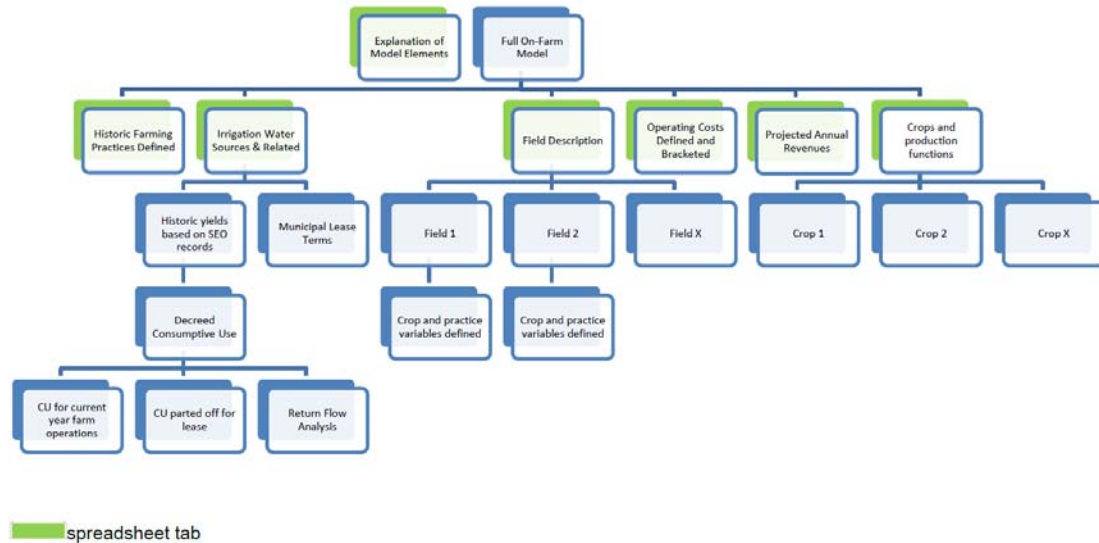 Explanation of
Model Elements
Full On-Farm
Model
Historic Farming
Practices Defined
Irrigation Water
Sources & Related
Field Description
Operating Costs
Defined and
Bracketed
Projected Annual
Revenues
Crops and
production
functions
Historic yields
based on SEO
records
Municipal Lease
Terms
Field 1
Field 2
Field X
Crop 1
Crop 2
Crop X
Decreed
Consumptive Use
Crop and practice
variables defined
Crop and practice
variables defined
CU for current
year farm
operations
CU parted off for
lease
Return Flow
Analysis
spreadsheet tab